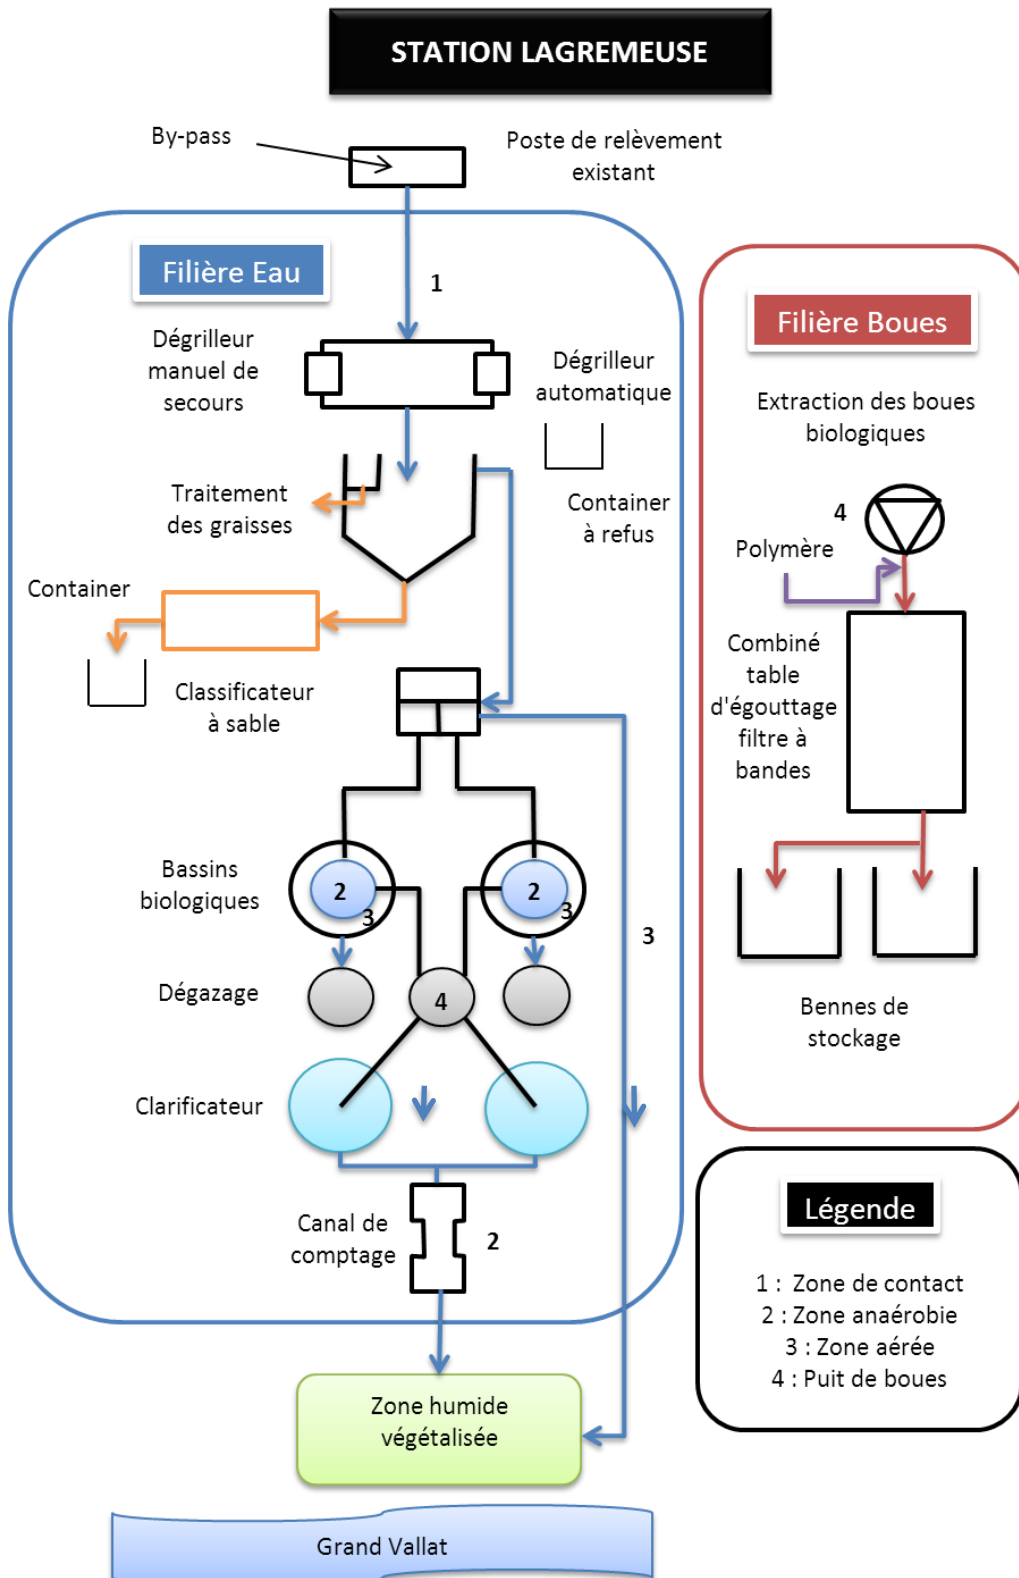 STATION LAGREMEUSE
By-pass
Poste de relèvement
existant
Filière Eau
1
Dégrilleur
manuel de
secours
Dégrilleur
automatique
Traitement
des graisses
Container
à refus
Container
Classificateur
à sable
Bassins
biologiques
2
3
2
3
3
Dégazage
4
Clarificateur
Canal de
comptage
2
Zone humide
végétalisée
Grand Vallat
Filière Boues
Extraction des boues
biologiques
4
Polymère
Combiné
table
d'égouttage
filtre à
bandes
Bennes de
stockage
Légende
1 : Zone de contact
2 : Zone anaérobie
3 : Zone aérée
4 : Puit de boues